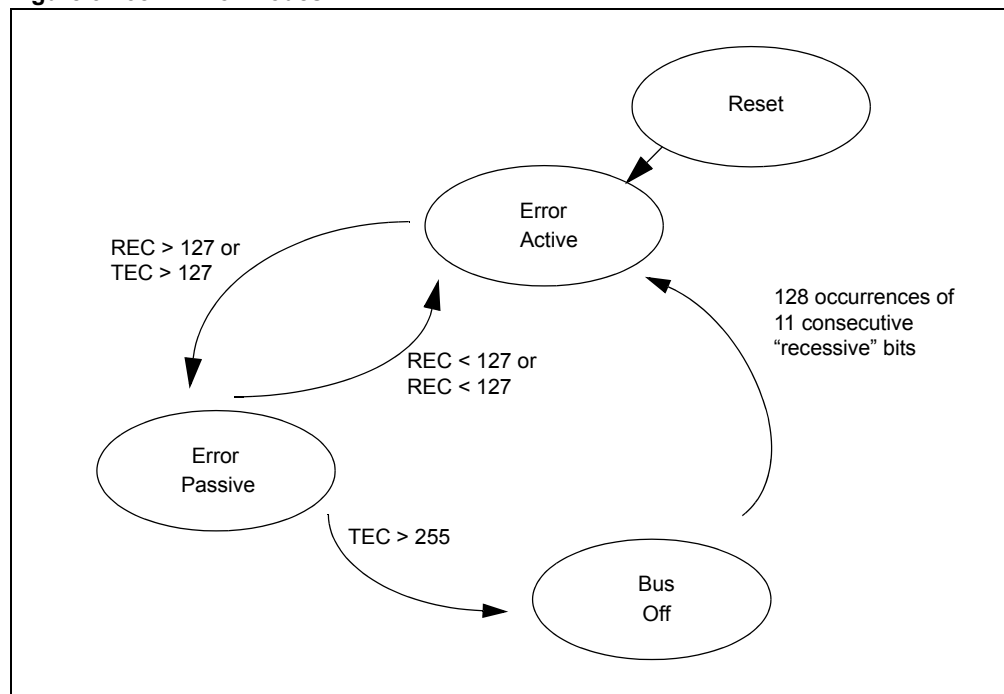 Reset
Error
Active
REC > 127 or
TEC > 127
128 occurrences of
11 consecutive
“recessive” bits
REC < 127 or
REC < 127
Error
Passive
TEC > 255
Bus
Off